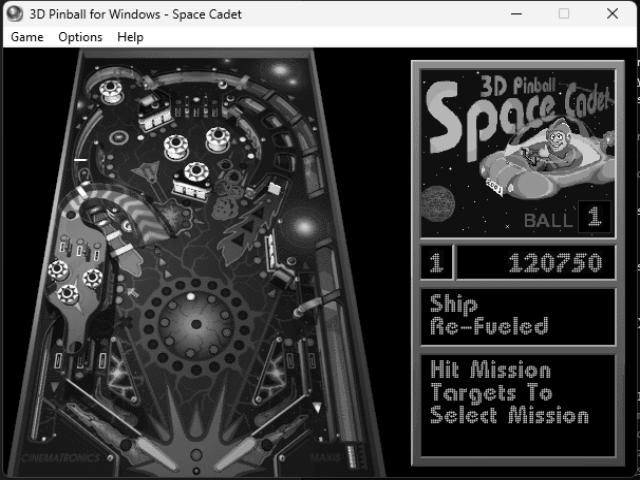 3D Pinball for Windows - Space Cadet
Game Options Help
3D Pinball
Space Cadet
BALL 1
1 120750
Ship
Re-Fueled
Hit Mission
Targets To
Select Mission
CINEMATRONICS
MAXIS